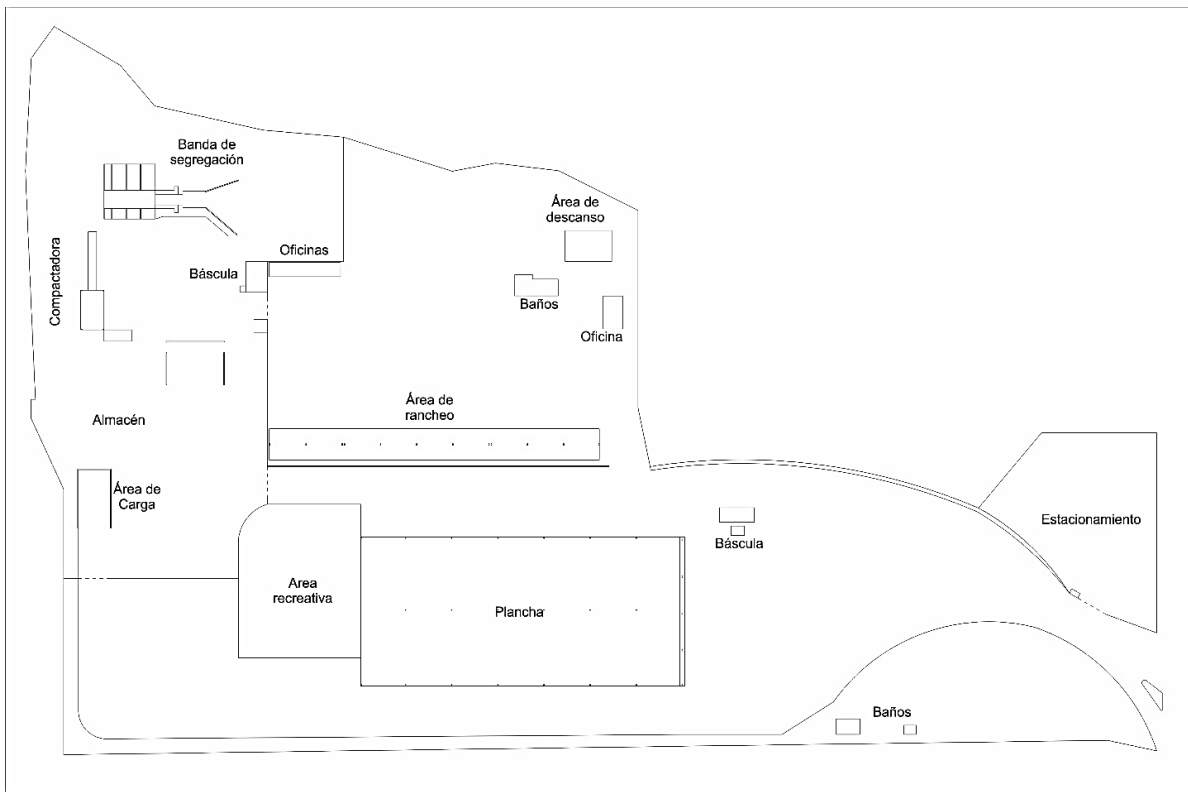 Banda de
segregación
Área de
descanso
Compactadora
Oficinas
Báscula
Baños
Oficina
Área de
rancheo
Almacén
Área de
Carga
Estacionamiento
Báscula
Area
recreativa
Plancha
Baños